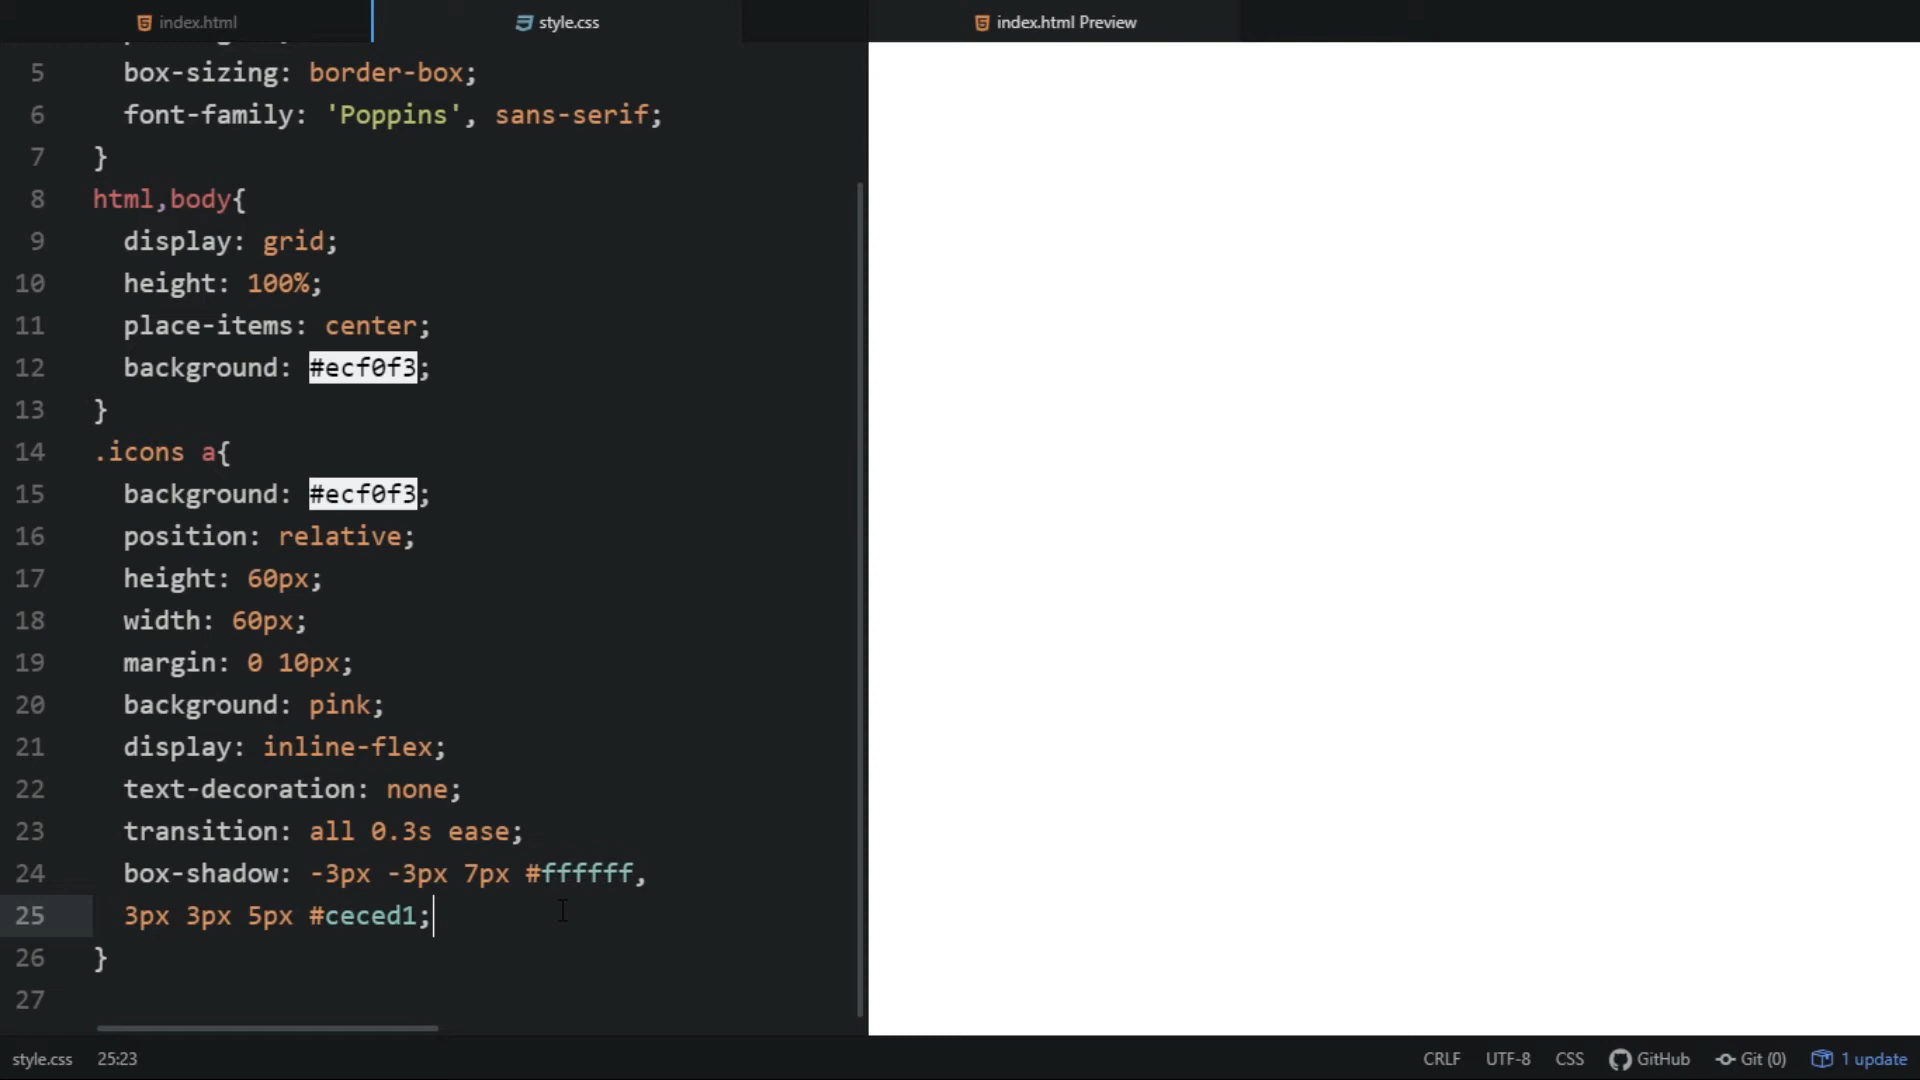 index.html
style.css
index.html Preview
5 box-sizing: border-box;
6 font-family: 'Poppins', sans-serif;
7 }
8 html,body{
9 display: grid;
10 height: 100%;
11 place-items: center;
12 background: #ecf0f3;
13 }
14 .icons a{
15 background: #ecf0f3;
16 position: relative;
17 height: 60px;
18 width: 60px;
19 margin: 0 10px;
20 background: pink;
21 display: inline-flex;
22 text-decoration: none;
23 transition: all 0.3s ease;
24 box-shadow: -3px -3px 7px #ffffff,
25 3px 3px 5px #ceced1;
26 }
27
style.css 25:23 CRLF UTF-8 CSS GitHub Git (0) 1 update